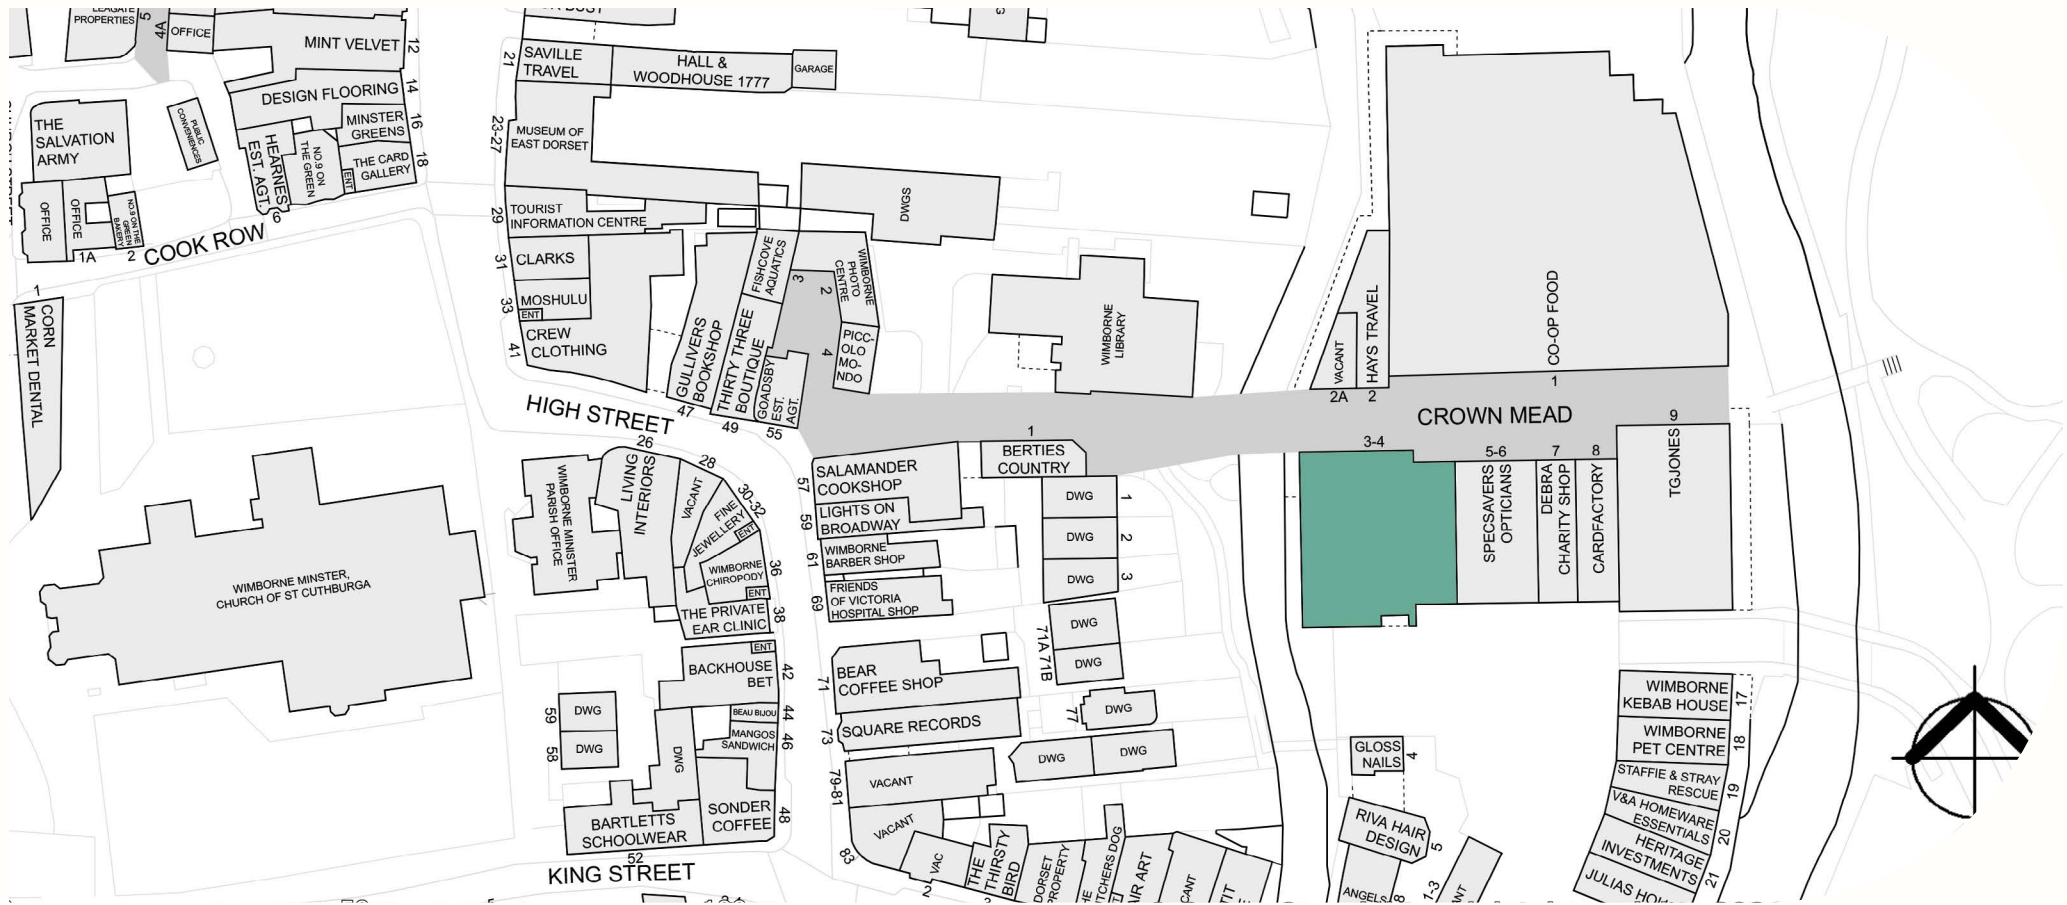 PROPERTIES
5
4A
OFFICE
MINT VELVET
12
DESIGN FLOORING
14
MINSTER
GREENS
16
THE CARD
GALLERY
18
ENT
NO.9 ON
THE GREEN
HEARNES
EST. AGT.
6
PUBLIC
CONVENIENCES
THE
SALVATION
ARMY
OFFICE
OFFICE
1A
NO.9 ON THE
GREEN
BAKERY
2
COOK ROW
1
CORN
MARKET DENTAL
WIMBORNE MINSTER,
CHURCH OF ST CUTHBURGA
21
SAVILLE
TRAVEL
HALL &
WOODHOUSE 1777
GARAGE
23-27
MUSEUM OF
EAST DORSET
29
TOURIST
INFORMATION CENTRE
DWGS
31
CLARKS
33
MOSHULU
ENT
41
CREW
CLOTHING
GULLIVERS
BOOKSHOP
47
THIRTY THREE
BOUTIQUE
49
FISHCOVE
AQUATICS
3
GOADSBY
EST.
AGT.
55
WIMBORNE
PHOTO
CENTRE
2
PICC-
OLO
MO-
NDO
4
WIMBORNE
LIBRARY
HIGH STREET
VACANT
2A
HAYS TRAVEL
2
CO-OP FOOD
1
CROWN MEAD
3-4
5-6
SPECSAVERS
OPTICIANS
7
DEBRA
CHARITY SHOP
8
CARDFACTORY
9
TGJONES
WIMBORNE MINISTER
PARISH OFFICE
26
LIVING
INTERIORS
28
VACANT
30-32
FINE
JEWELLERY
ENT
WIMBORNE
CHIROPODY
36
ENT
THE PRIVATE
EAR CLINIC
38
ENT
BACKHOUSE
BET
42
BEAU BIJOU
44
MANGOS
SANDWICH
46
SONDER
COFFEE
48
DWG
59
DWG
58
DWG
BARTLETTS
SCHOOLWEAR
52
KING STREET
57
SALAMANDER
COOKSHOP
1
BERTIES
COUNTRY
59
LIGHTS ON
BROADWAY
61
WIMBORNE
BARBER SHOP
69
FRIENDS
OF VICTORIA
HOSPITAL SHOP
DWG
1
DWG
2
DWG
3
71A
DWG
71B
DWG
71
BEAR
COFFEE SHOP
73
SQUARE RECORDS
77
DWG
DWG
DWG
79-81
VACANT
VACANT
83
VAC
2
THE
THIRSTY
BIRD
DORSET
PROPERTY
GLOSS
NAILS
4
RIVA HAIR
DESIGN
5
ANGELS
1-3
WIMBORNE
KEBAB HOUSE
17
WIMBORNE
PET CENTRE
18
STAFFIE & STRAY
RESCUE
19
V&A HOMEWARE
ESSENTIALS
20
HERITAGE
INVESTMENTS
21
JULIAS